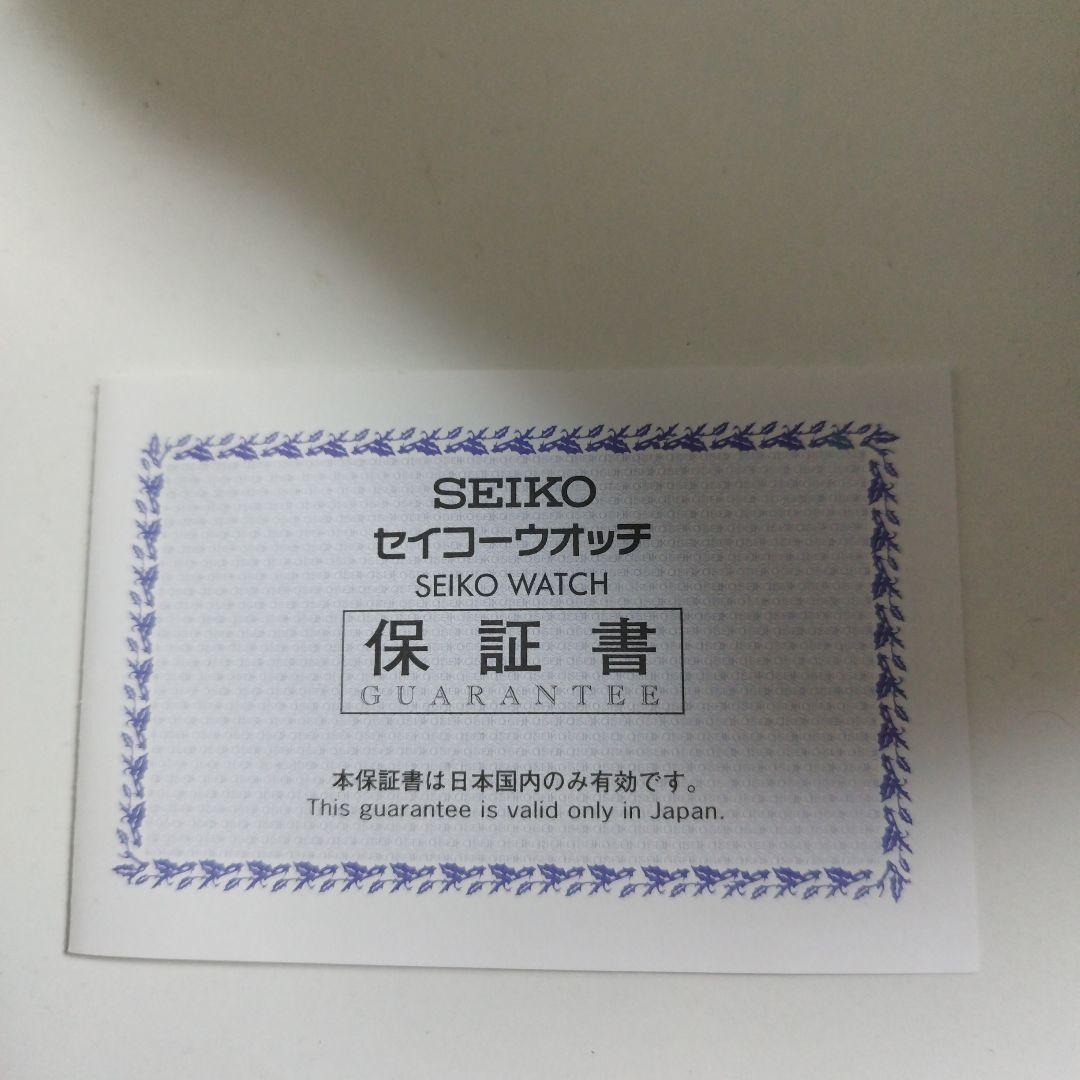 SEIKO
セイコーウオッチ
SEIKO WATCH
保証書
GUARANTEE
本保証書は日本国内のみ有効です。
This guarantee is valid only in Japan.